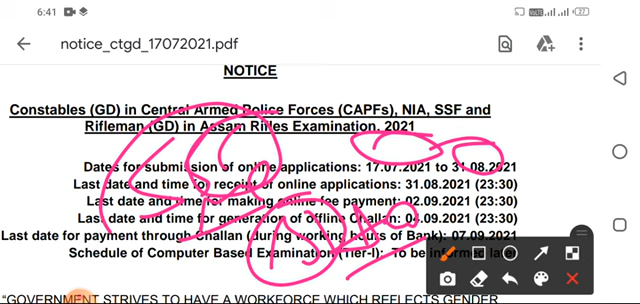 6:41
27
notice_ctgd_17072021.pdf
NOTICE
Constables (GD) in Central Armed Police Forces (CAPFs), NIA, SSF and
Rifleman (GD) in Assam Rifles Examination, 2021
Dates for submission of online applications: 17.07.2021 to 31.08.2021
Last date and time for receipt of online applications: 31.08.2021 (23:30)
Last date and time for making online fee payment: 02.09.2021 (23:30)
Last date and time for generation of offline Challan: 04.09.2021 (23:30)
Last date for payment through Challan (during working hours of Bank): 07.09.2021
Schedule of Computer Based Examination (Tier-I): To be informed later
“GOVERNMENT STRIVES TO HAVE A WORKFORCE WHICH REFLECTS GENDER